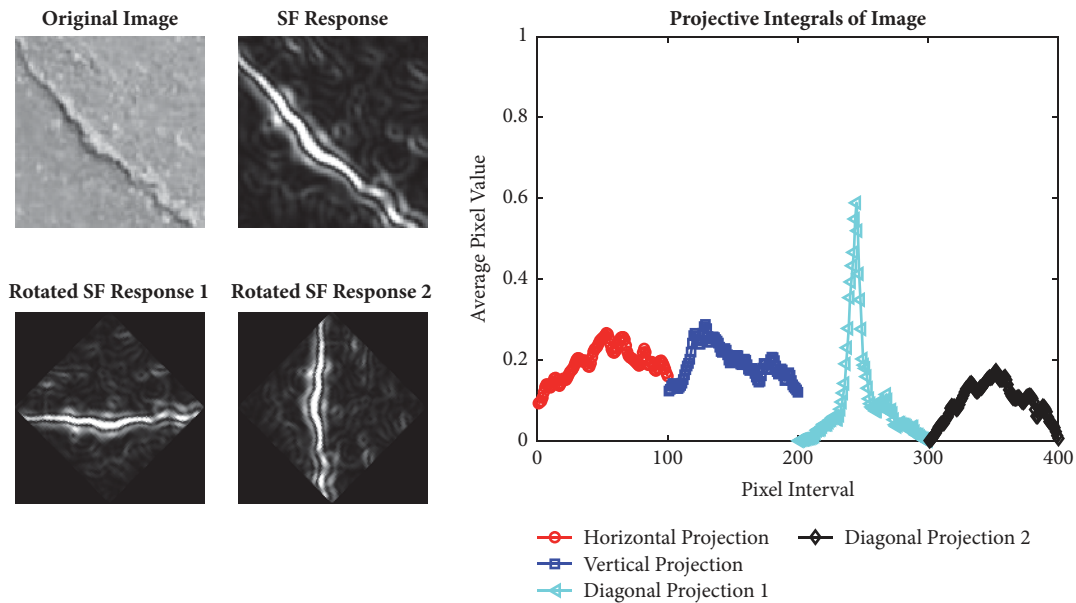 Original Image
SF Response
Rotated SF Response 1
Rotated SF Response 2
Projective Integrals of Image
1
0.8
0.6
0.4
0.2
0
Average Pixel Value
0 100 200 300 400
Pixel Interval
Horizontal Projection
Vertical Projection
Diagonal Projection 1
Diagonal Projection 2